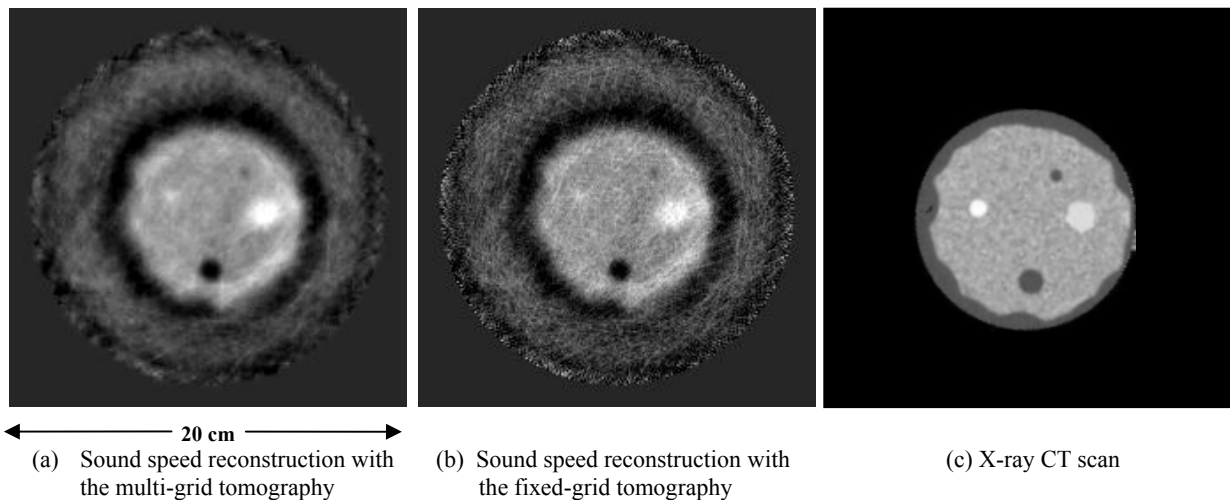 20 cm
(a) Sound speed reconstruction with
the multi-grid tomography
(b) Sound speed reconstruction with
the fixed-grid tomography
(c) X-ray CT scan